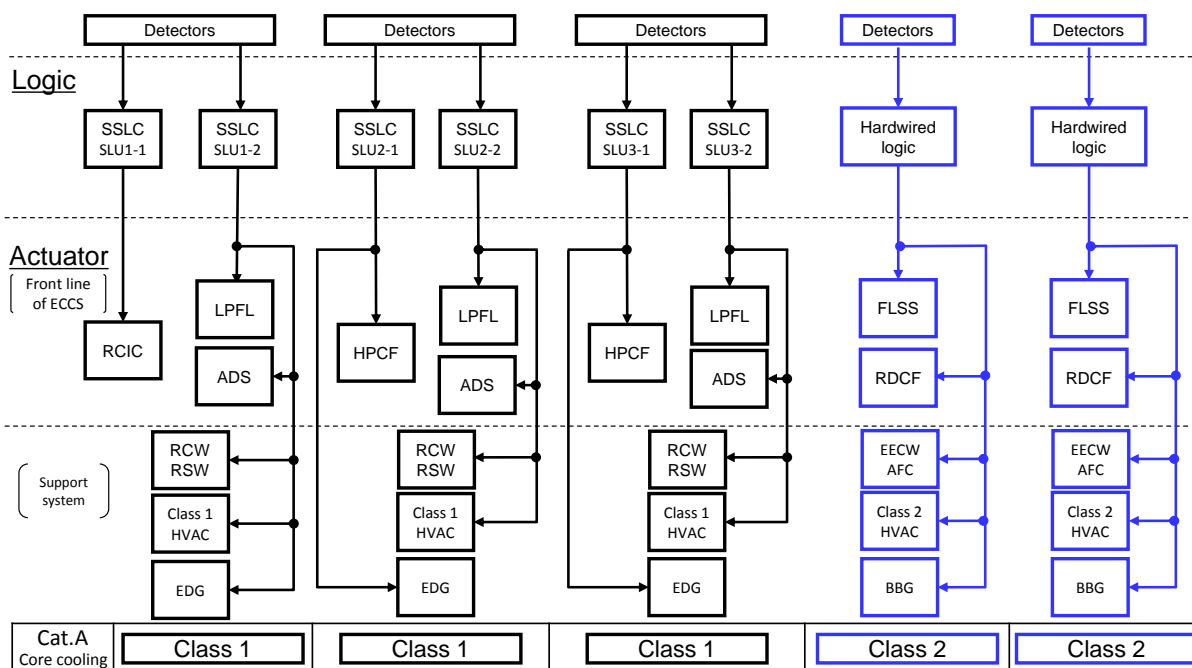 Detectors
Detectors
Detectors
Detectors
Detectors
Logic
SSLC
SLU1-1
SSLC
SLU1-2
SSLC
SLU2-1
SSLC
SLU2-2
SSLC
SLU3-1
SSLC
SLU3-2
Hardwired
logic
Hardwired
logic
Actuator
Front line
of ECCS
RCIC
LPFL
ADS
HPCF
LPFL
ADS
HPCF
LPFL
ADS
FLSS
RDCF
FLSS
RDCF
Support
system
RCW
RSW
Class 1
HVAC
EDG
RCW
RSW
Class 1
HVAC
EDG
RCW
RSW
Class 1
HVAC
EDG
EECW
AFC
Class 2
HVAC
BBG
EECW
AFC
Class 2
HVAC
BBG
Cat.A
Core cooling
Class 1
Class 1
Class 1
Class 2
Class 2